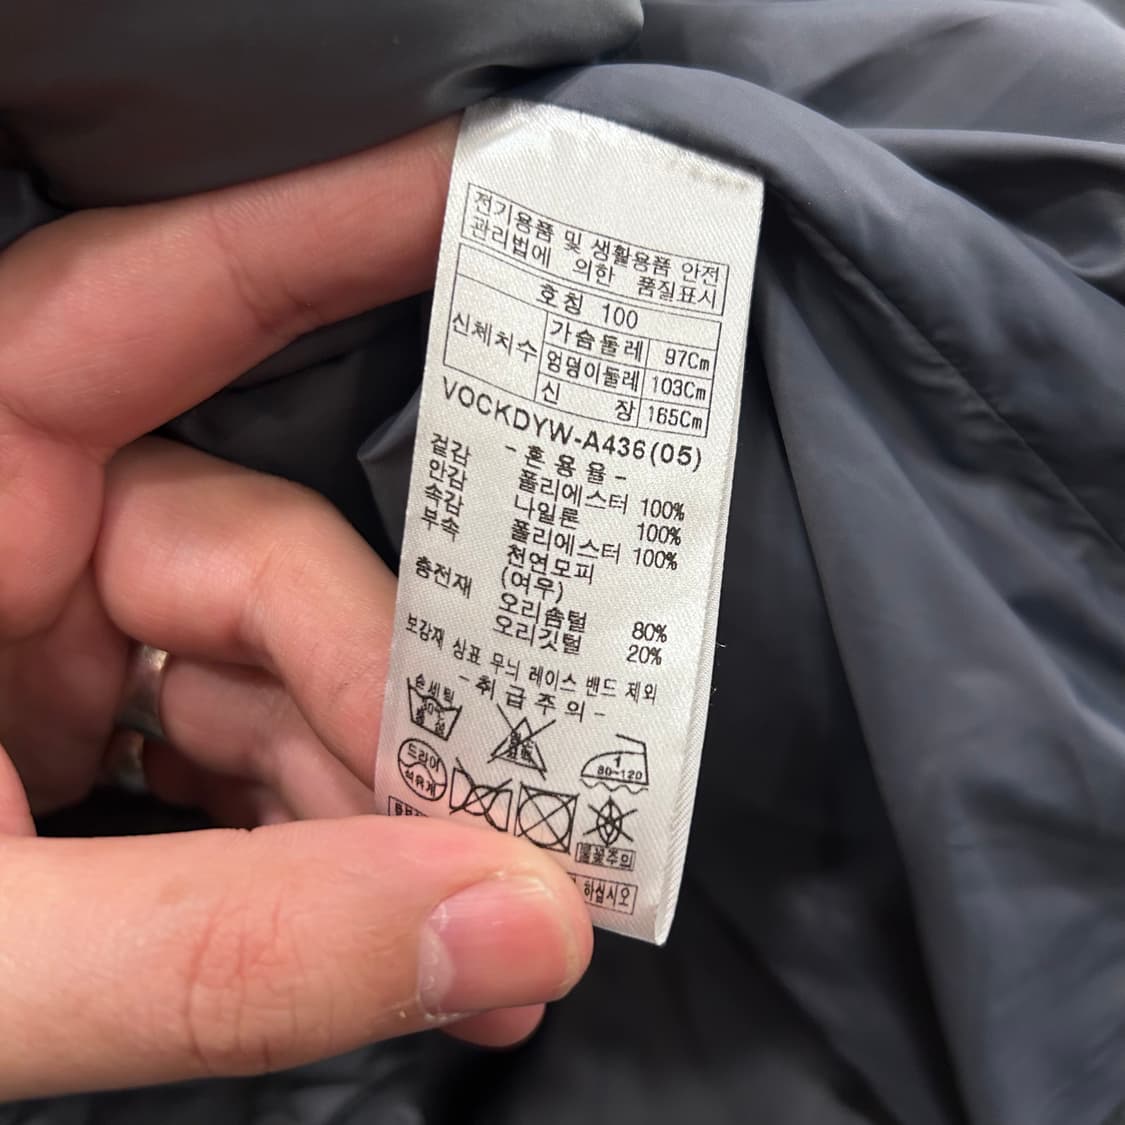 전기용품 및 생활용품 안전
관리법에 의한 품질표시
호칭 100
신체치수
가슴둘레 97Cm
엉덩이둘레 103Cm
신 장 165Cm
VOCKDYW-A436(05)
- 혼 용 율 -
겉감 폴리에스터 100%
안감 나일론 100%
속감 폴리에스터 100%
부속 천연모피
(여우)
충전재 오리솜털 80%
오리깃털 20%
보강재 상표 무늬 레이스 밴드 제외
- 취 급 주 의 -
손세탁
중성
드라이
석유계
1
80~120
불꽃주의
하십시오